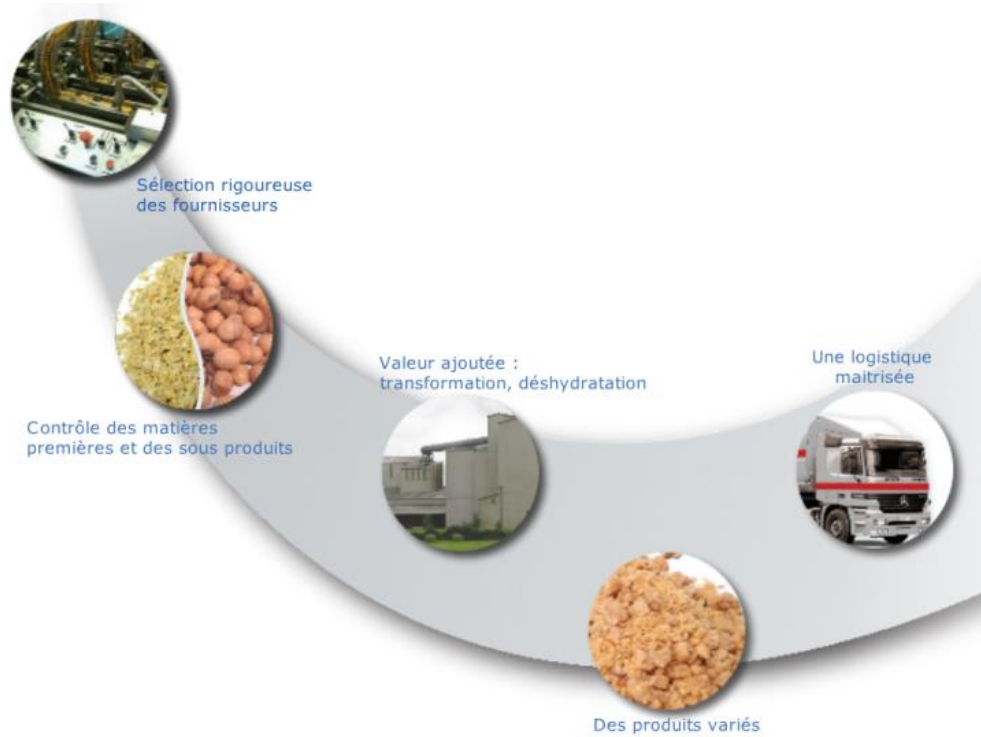 Sélection rigoureuse
des fournisseurs
Contrôle des matières
premières et des sous produits
Valeur ajoutée :
transformation, déshydratation
Une logistique
maitrisée
Des produits variés